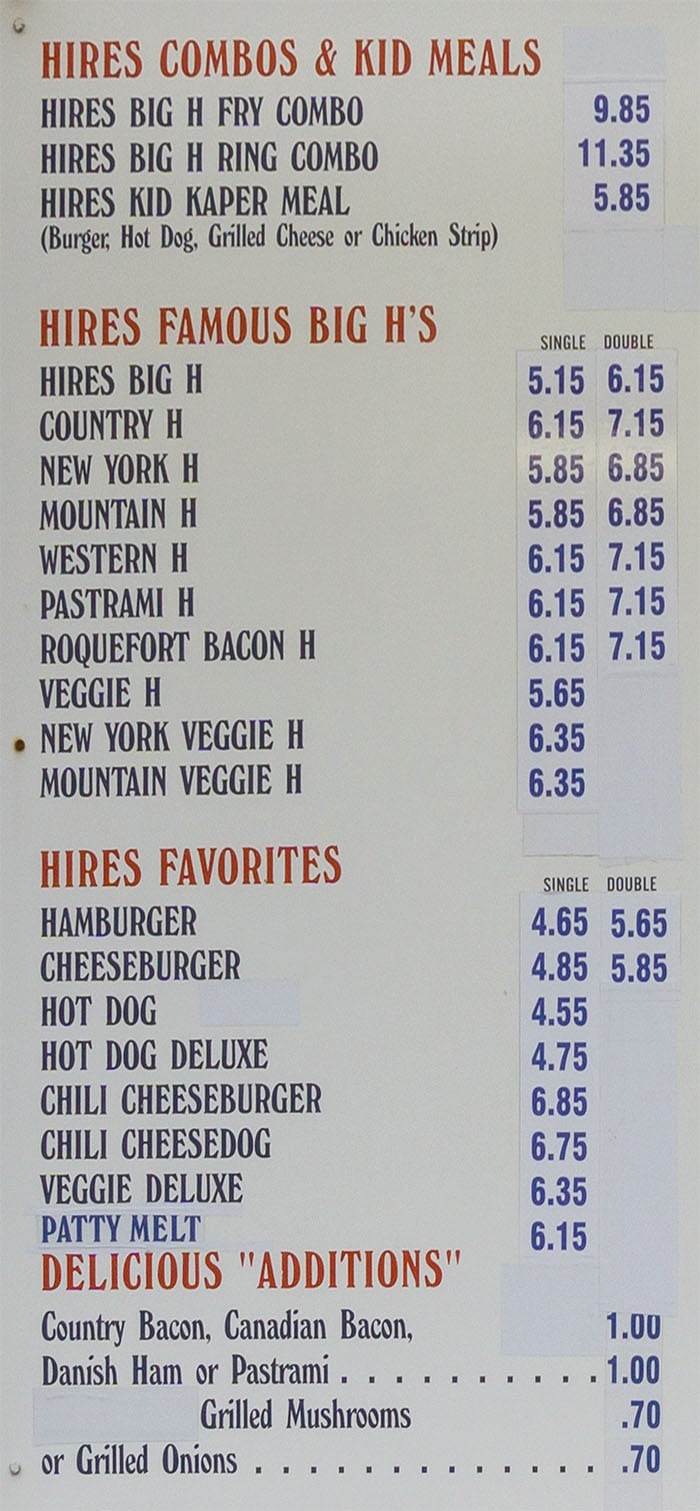 HIRES COMBOS & KID MEALS
HIRES BIG H FRY COMBO 9.85
HIRES BIG H RING COMBO 11.35
HIRES KID KAPER MEAL 5.85
(Burger, Hot Dog, Grilled Cheese or Chicken Strip)
HIRES FAMOUS BIG H'S SINGLE DOUBLE
HIRES BIG H 5.15 6.15
COUNTRY H 6.15 7.15
NEW YORK H 5.85 6.85
MOUNTAIN H 5.85 6.85
WESTERN H 6.15 7.15
PASTRAMI H 6.15 7.15
ROQUEFORT BACON H 6.15 7.15
VEGGIE H 5.65
NEW YORK VEGGIE H 6.35
MOUNTAIN VEGGIE H 6.35
HIRES FAVORITES SINGLE DOUBLE
HAMBURGER 4.65 5.65
CHEESEBURGER 4.85 5.85
HOT DOG 4.55
HOT DOG DELUXE 4.75
CHILI CHEESEBURGER 6.85
CHILI CHEESEDOG 6.75
VEGGIE DELUXE 6.35
PATTY MELT 6.15
DELICIOUS "ADDITIONS"
Country Bacon, Canadian Bacon, 1.00
Danish Ham or Pastrami . . . . . . . . . . . . 1.00
Grilled Mushrooms .70
or Grilled Onions . . . . . . . . . . . . . . . .70